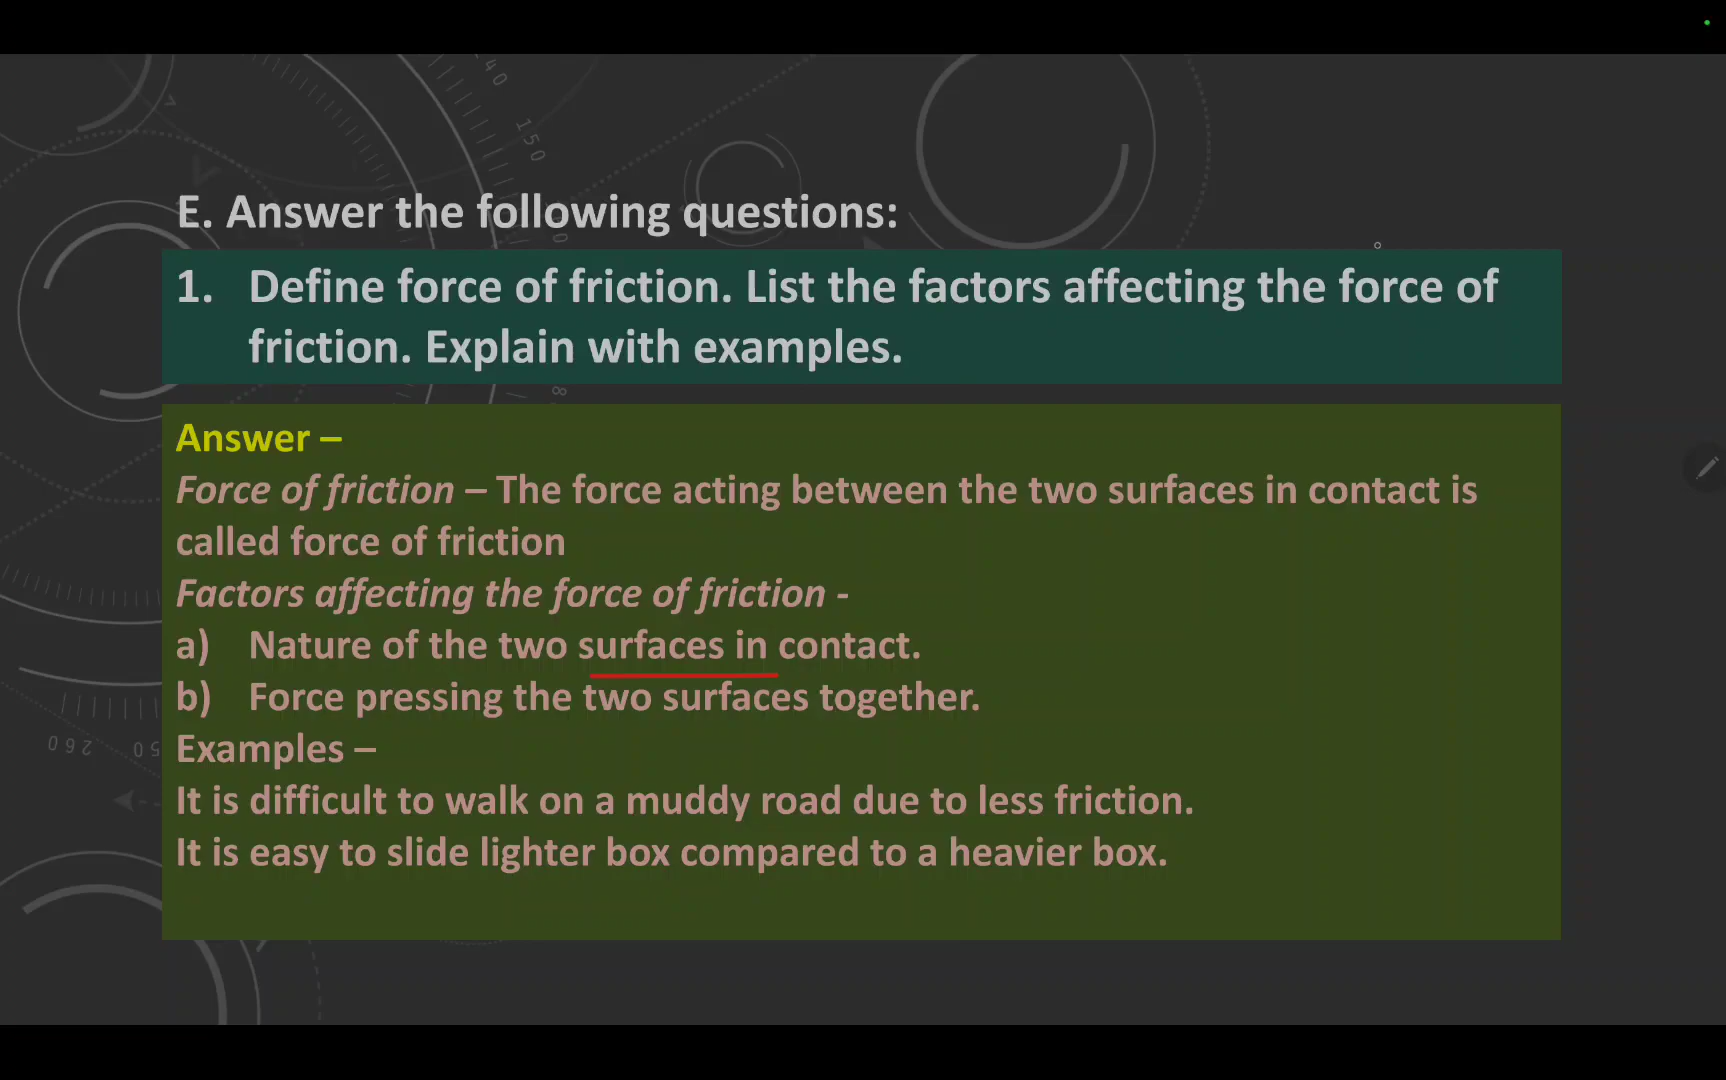 E. Answer the following questions:
1. Define force of friction. List the factors affecting the force of
friction. Explain with examples.
Answer –
Force of friction – The force acting between the two surfaces in contact is
called force of friction
Factors affecting the force of friction -
a) Nature of the two surfaces in contact.
b) Force pressing the two surfaces together.
Examples –
It is difficult to walk on a muddy road due to less friction.
It is easy to slide lighter box compared to a heavier box.
150
260